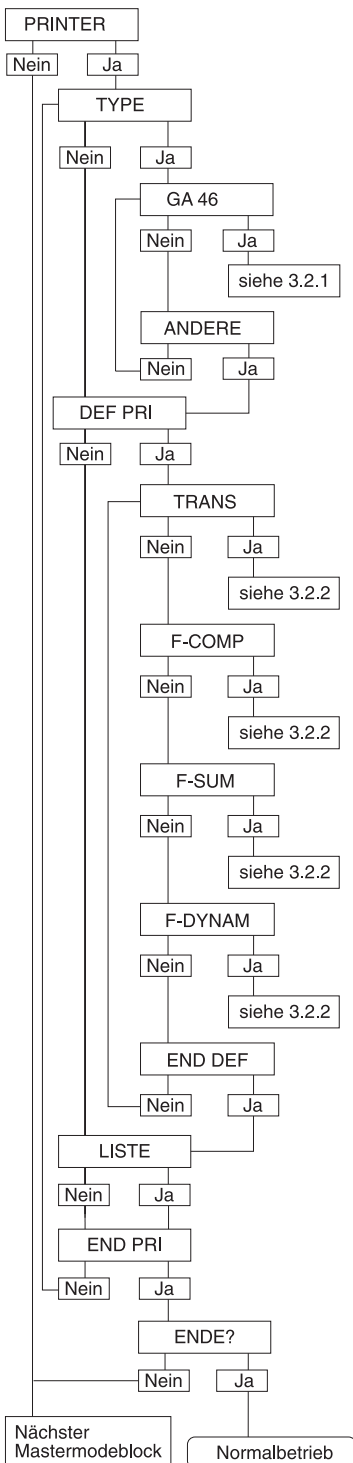 PRINTER
Nein Ja
TYPE
Nein Ja
GA 46
Nein Ja
siehe 3.2.1
ANDERE
Nein Ja
DEF PRI
Nein Ja
TRANS
Nein Ja
siehe 3.2.2
F-COMP
Nein Ja
siehe 3.2.2
F-SUM
Nein Ja
siehe 3.2.2
F-DYNAM
Nein Ja
siehe 3.2.2
END DEF
Nein Ja
LISTE
Nein Ja
END PRI
Nein Ja
ENDE?
Nein Ja
Nächster
Mastermodeblock
Normalbetrieb